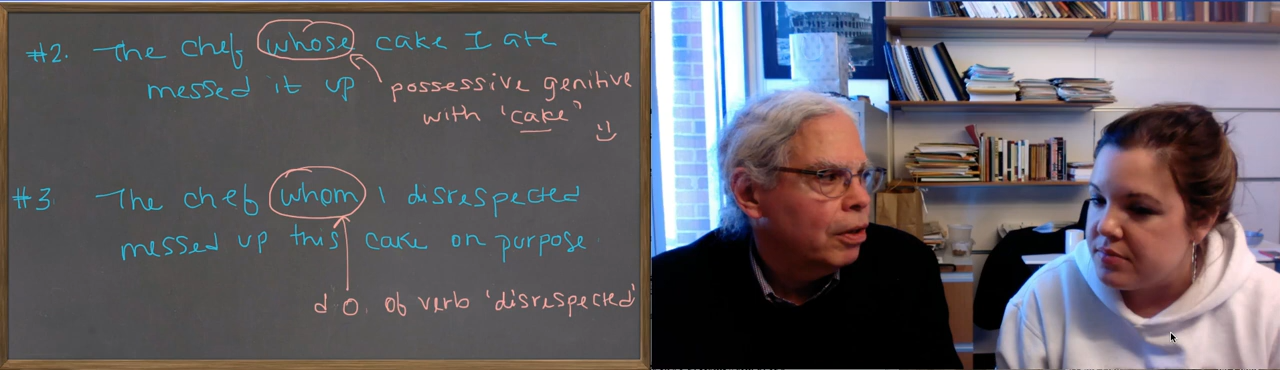 #2. The chef whose cake I ate
messed it up
possessive genitive
with 'cake'
#3. The chef whom I disrespected
messed up this cake on purpose
d.O. of verb 'disrespected'